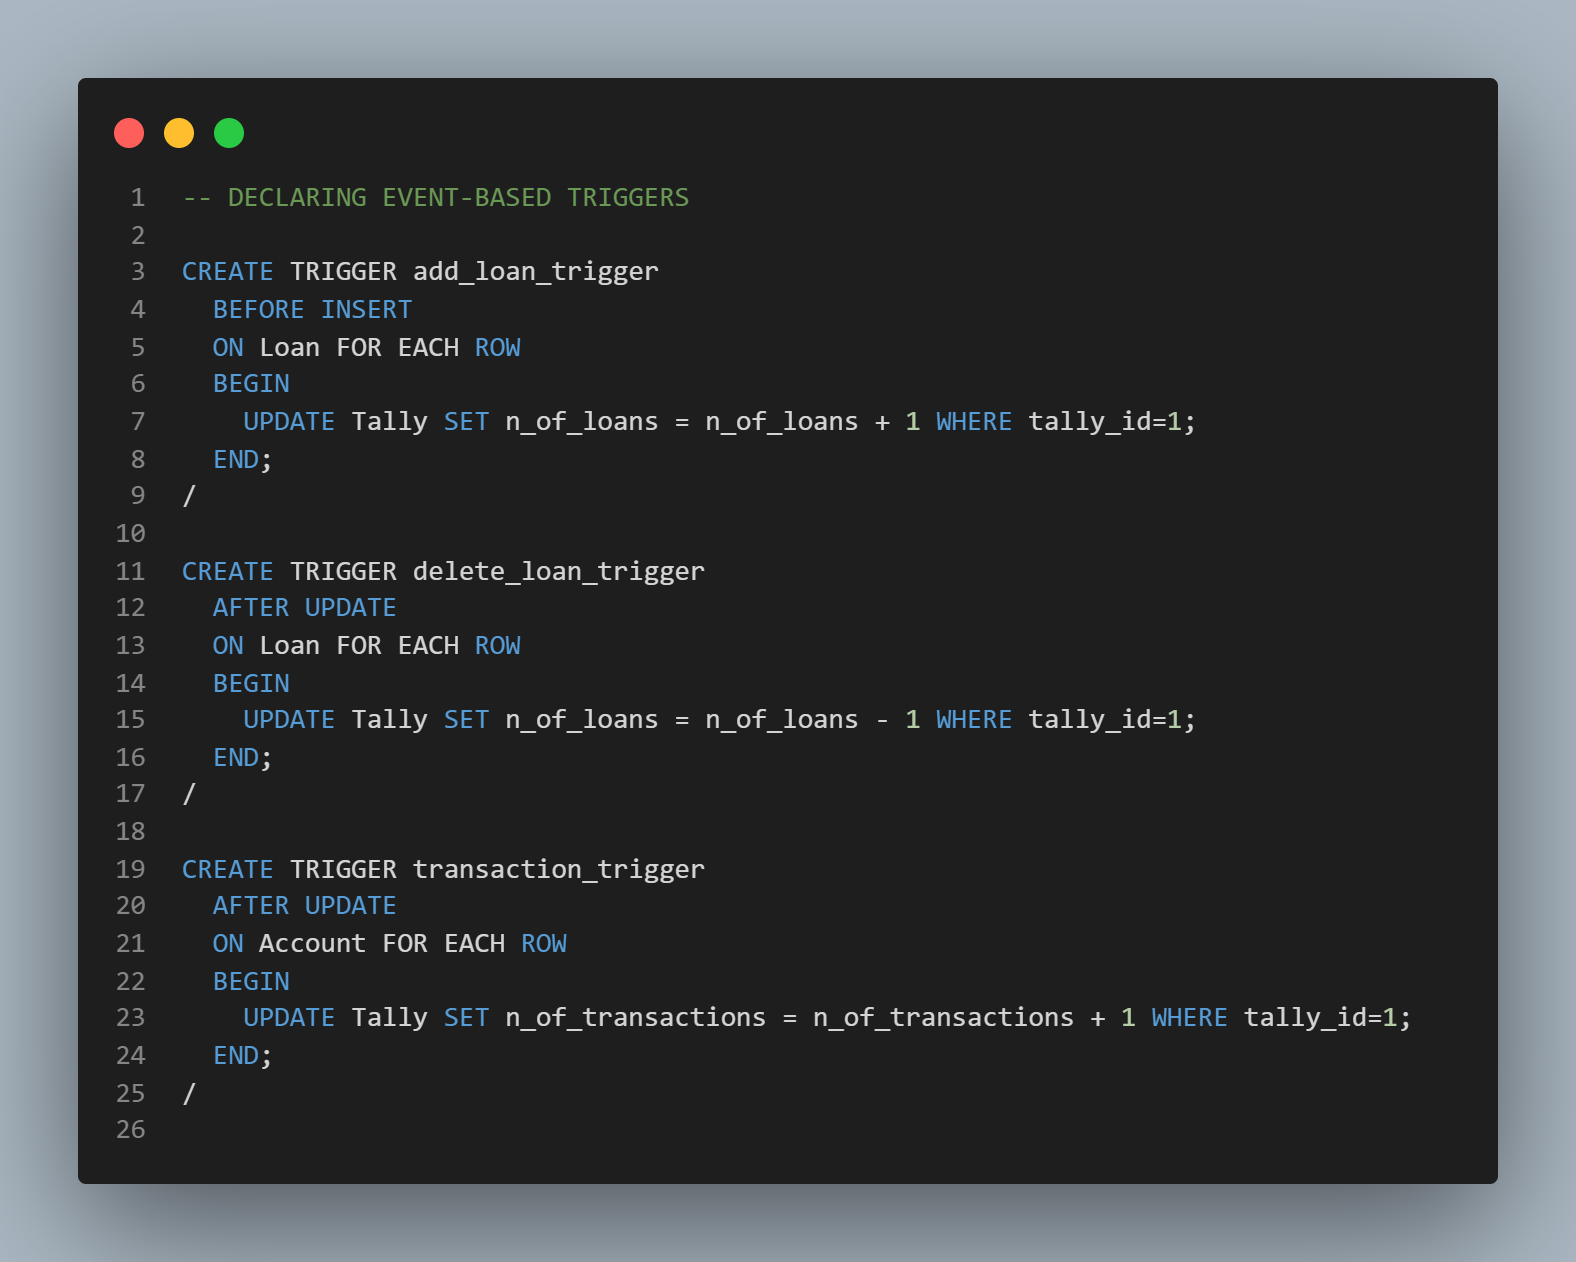 1 -- DECLARING EVENT-BASED TRIGGERS
2
3 CREATE TRIGGER add_loan_trigger
4   BEFORE INSERT
5   ON Loan FOR EACH ROW
6   BEGIN
7     UPDATE Tally SET n_of_loans = n_of_loans + 1 WHERE tally_id=1;
8   END;
9 /
10
11 CREATE TRIGGER delete_loan_trigger
12   AFTER UPDATE
13   ON Loan FOR EACH ROW
14   BEGIN
15     UPDATE Tally SET n_of_loans = n_of_loans - 1 WHERE tally_id=1;
16   END;
17 /
18
19 CREATE TRIGGER transaction_trigger
20   AFTER UPDATE
21   ON Account FOR EACH ROW
22   BEGIN
23     UPDATE Tally SET n_of_transactions = n_of_transactions + 1 WHERE tally_id=1;
24   END;
25 /
26